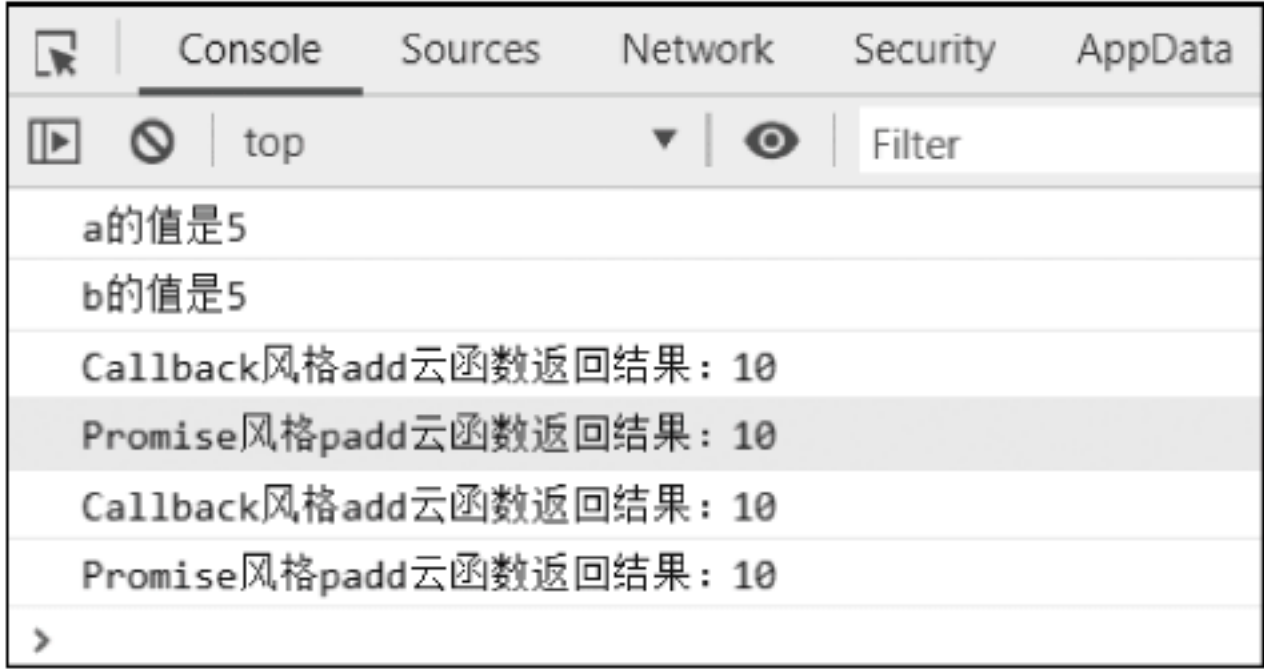 Console Sources Network Security AppData
top Filter
a的值是5
b的值是5
Callback风格add云函数返回结果：10
Promise风格padd云函数返回结果：10
Callback风格add云函数返回结果：10
Promise风格padd云函数返回结果：10